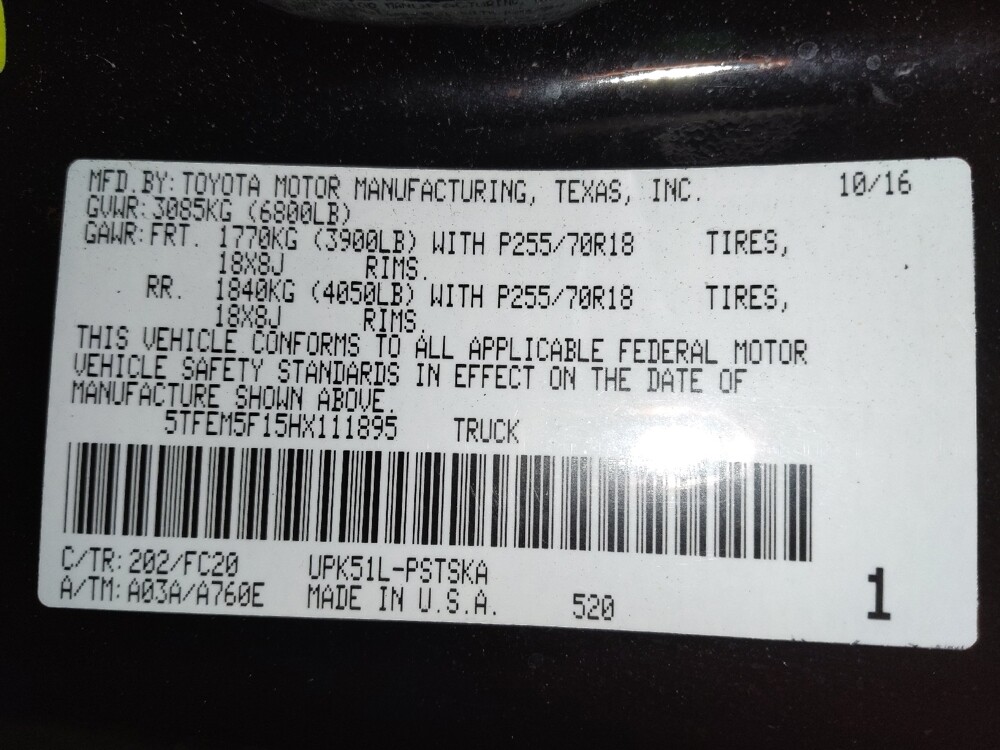 MFD.BY: TOYOTA MOTOR MANUFACTURING, TEXAS, INC. 10/16
GVWR: 3085KG (6800LB)
GAWR: FRT. 1770KG (3900LB) WITH P255/70R18 TIRES,
18X8J RIMS.
RR. 1840KG (4050LB) WITH P255/70R18 TIRES,
18X8J RIMS.
THIS VEHICLE CONFORMS TO ALL APPLICABLE FEDERAL MOTOR
VEHICLE SAFETY STANDARDS IN EFFECT ON THE DATE OF
MANUFACTURE SHOWN ABOVE.
5TFEM5F15HX111895 TRUCK
C/TR: 202/FC20 UPK51L-PSTSKA
A/TM: A03A/A760E MADE IN U.S.A. 520 1